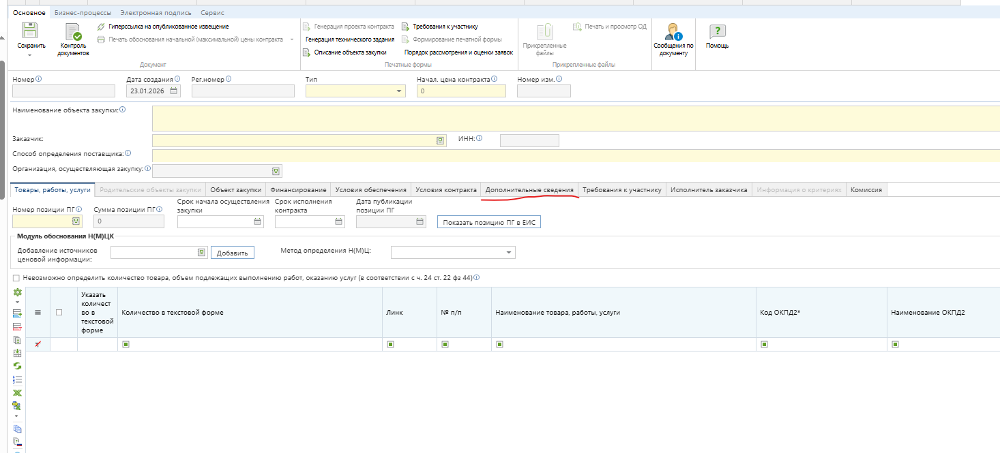 Основное Бизнес-процессы Электронная подпись Сервис
Сохранить
Контроль документов
Гиперссылка на опубликованное извещение
Печать обоснования начальной (максимальной) цены контракта
Документ
Генерация проекта контракта
Требования к участнику
Генерация технического задания
Формирование печатной формы
Описание объекта закупки
Порядок рассмотрения и оценки заявок
Печатные формы
Прикрепленные файлы
Печать и просмотр ОД
Прикрепленные файлы
Сообщения по документу
Помощь
Номер Дата создания Рег.номер Тип Начал. цена контракта Номер изм.
23.01.2026 0
Наименование объекта закупки:
Заказчик: ИНН:
Способ определения поставщика:
Организация, осуществляющая закупку:
Товары, работы, услуги Родительские объекты закупки Объект закупки Финансирование Условия обеспечения Условия контракта Дополнительные сведения Требования к участнику Исполнитель заказчика Информация о критериях Комиссия
Номер позиции ПГ Сумма позиции ПГ Срок начала осуществления закупки Срок исполнения контракта Дата публикации позиции ПГ
0 Показать позицию ПГ в ЕИС
Модуль обоснования Н(М)ЦК
Добавление источников ценовой информации: Добавить Метод определения Н(М)Ц:
Невозможно определить количество товара, объем подлежащих выполнению работ, оказанию услуг (в соответствии с ч. 24 ст. 22 фз 44)
Указать
количест
во в
текстовой
форме
Количество в текстовой форме Линк № п/п Наименование товара, работы, услуги Код ОКПД2* Наименование ОКПД2